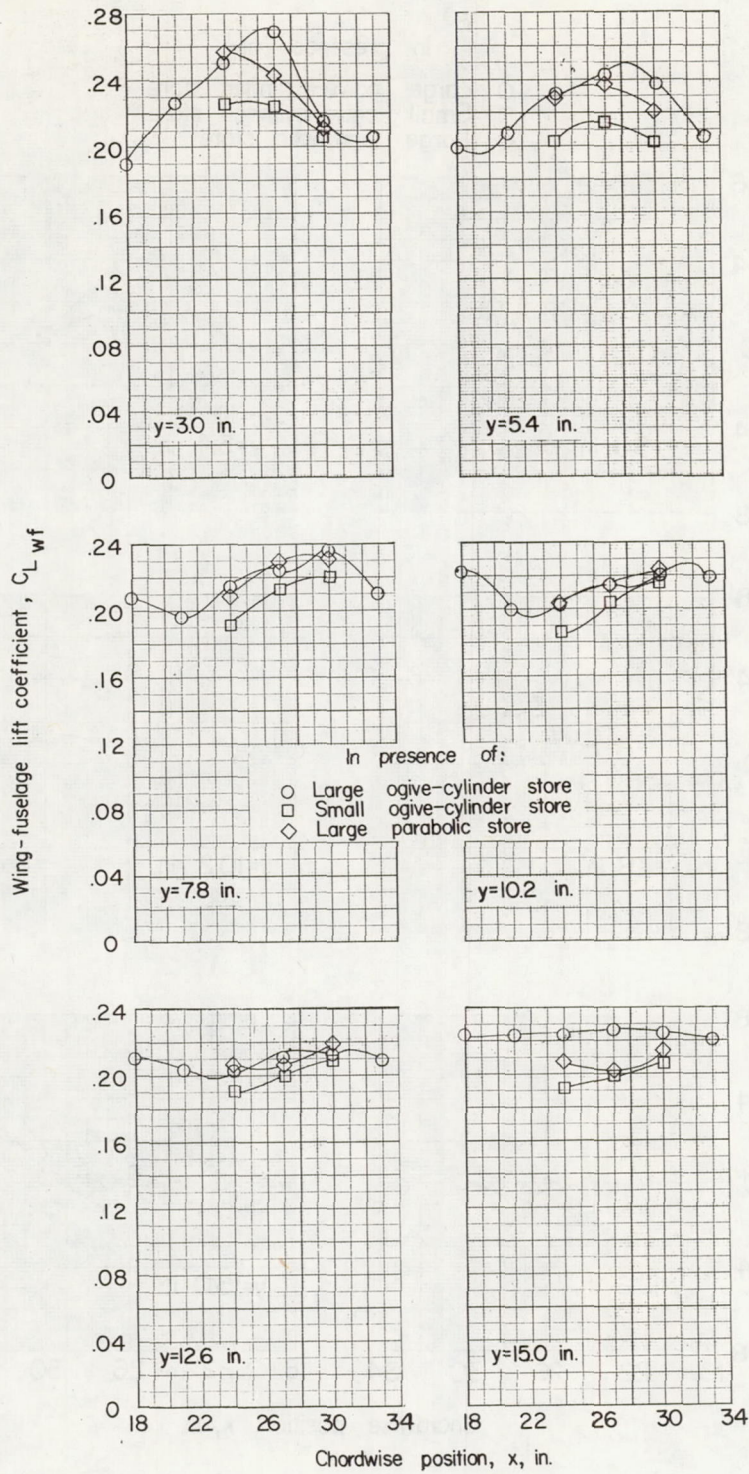 .28
.24
.20
.16
.12
.08
.04
0
y=3.0 in.
y=5.4 in.
Wing-fuselage lift coefficient, C_L wf
.24
.20
.16
.12
.08
.04
0
In presence of:
Large ogive-cylinder store
Small ogive-cylinder store
Large parabolic store
y=7.8 in.
y=10.2 in.
.24
.20
.16
.12
.08
.04
0
y=12.6 in.
y=15.0 in.
18 22 26 30 34
18 22 26 30 34
Chordwise position, x, in.